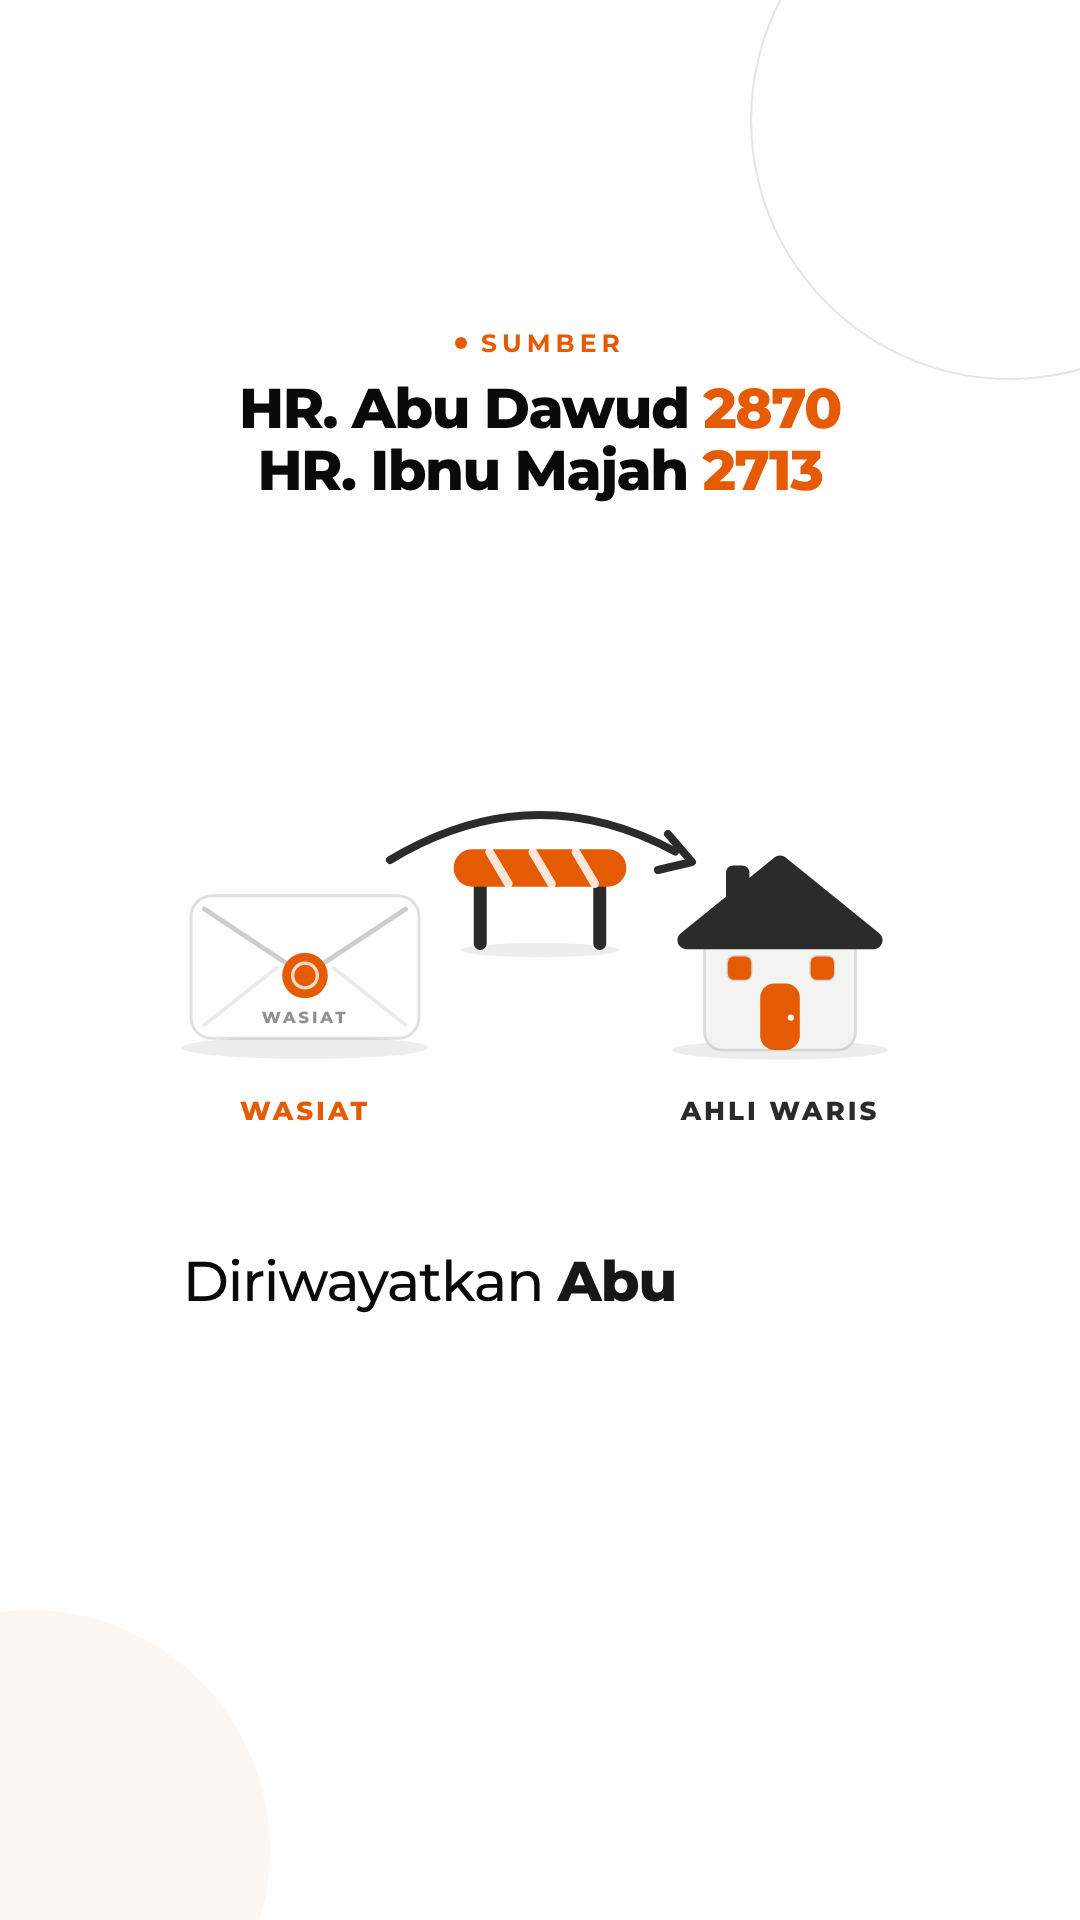 SUMBER
HR. Abu Dawud 2870
HR. Ibnu Majah 2713
WASIAT
WASIAT
AHLI WARIS
Diriwayatkan Abu